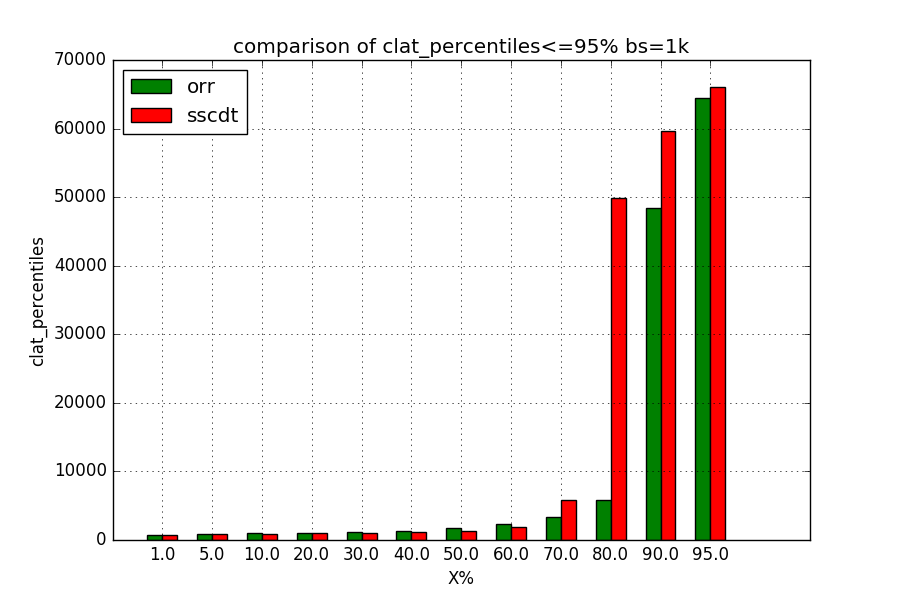 comparison of clat_percentiles<=95% bs=1k
70000
60000
50000
40000
30000
20000
10000
0
clat_percentiles
orr
sscdt
1.0 5.0 10.0 20.0 30.0 40.0 50.0 60.0 70.0 80.0 90.0 95.0
X%